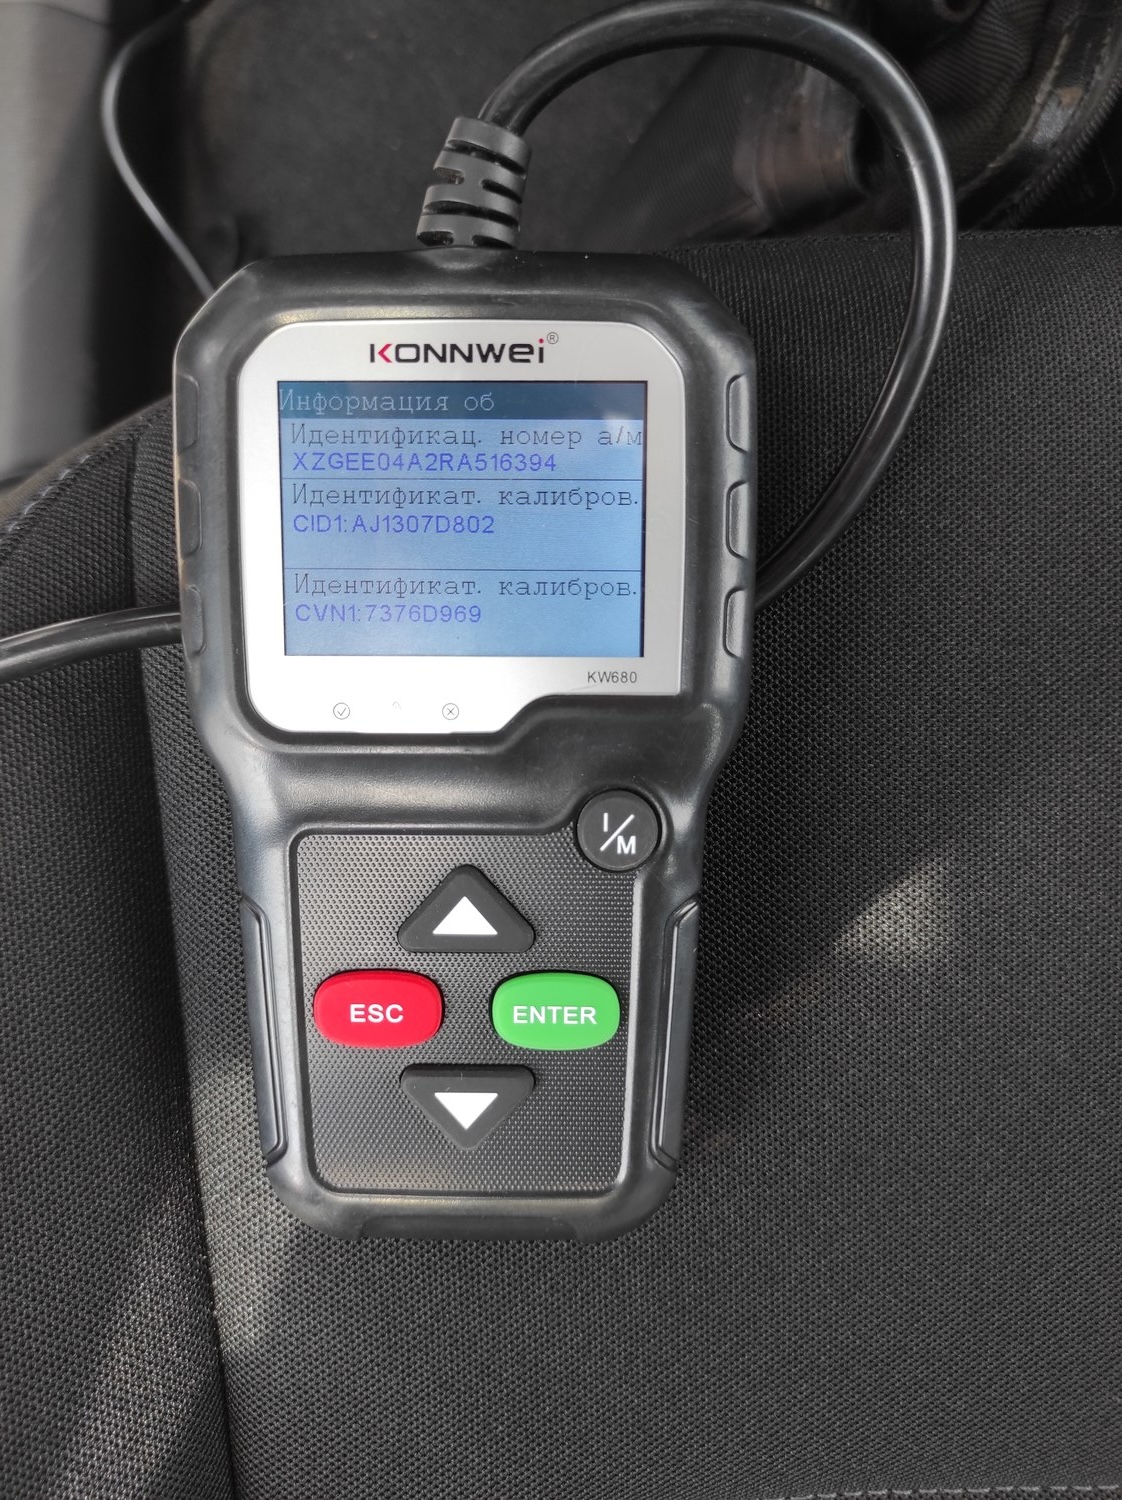 KONNWEI®
Информация об
Идентификац. номер а/м
XZGEE04A2RA516394
Идентификат. калибров.
CID1:AJ1307D802
Идентификат. калибров.
CVN1:7376D969
KW680
I/M
ESC
ENTER